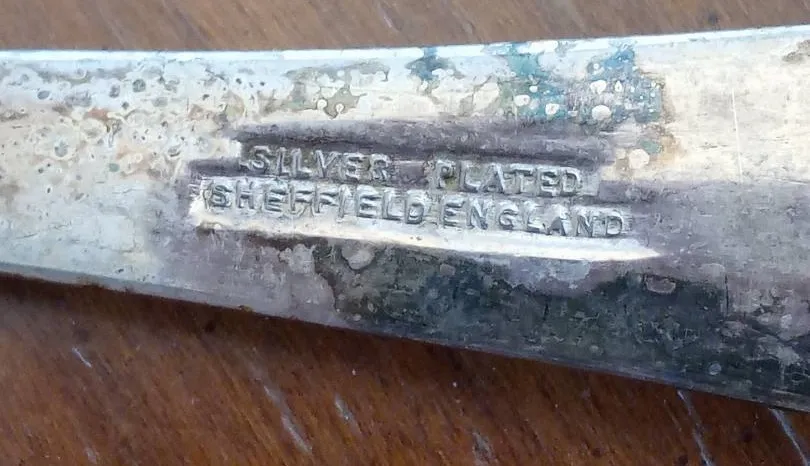 SILVER PLATED
SHEFFIELD ENGLAND